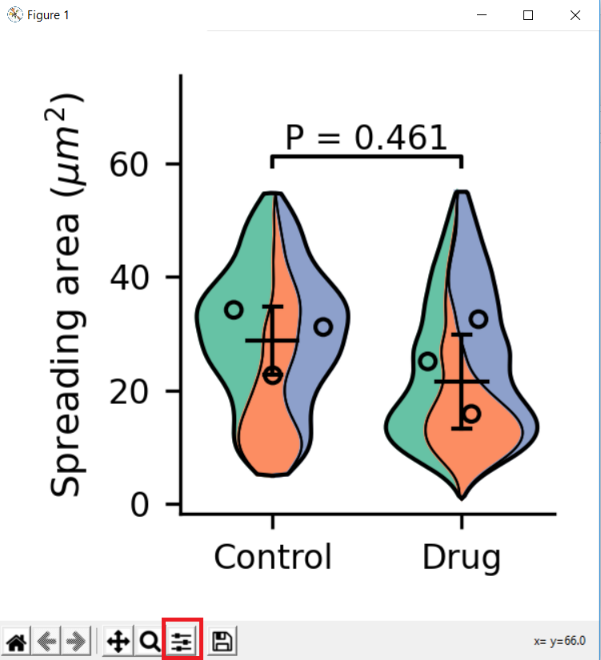 Figure 1
Spreading area (μm²)
P = 0.461
60
40
20
0
Control Drug
x= y=66.0